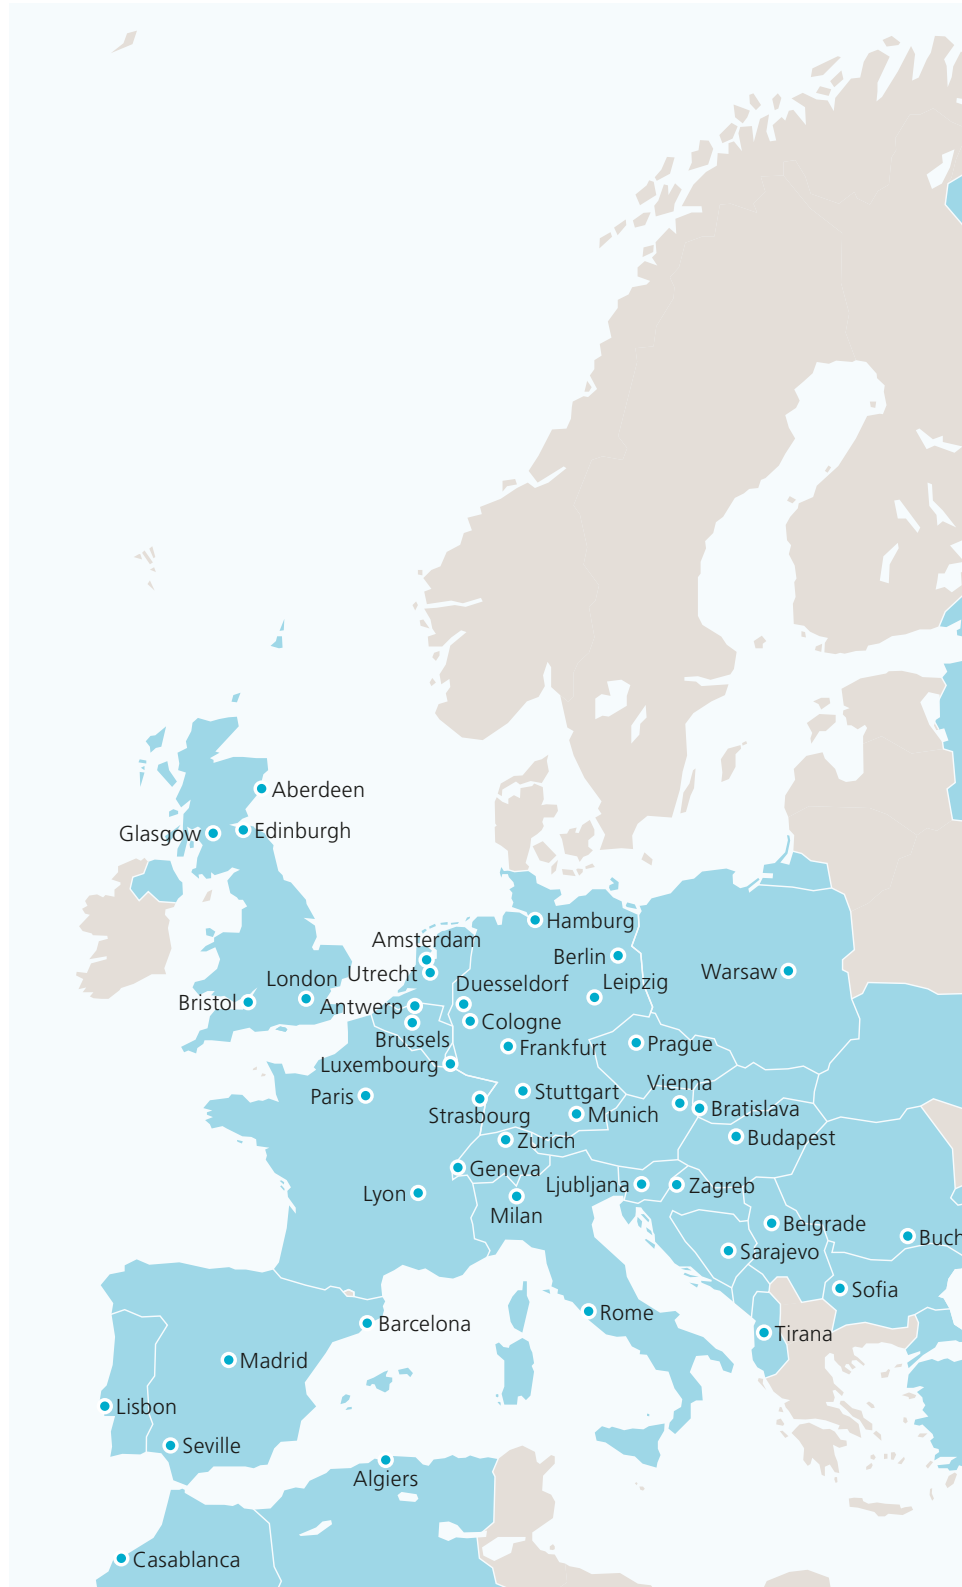 Aberdeen
Glasgow
Edinburgh
Hamburg
Amsterdam
Berlin
Warsaw
Utrecht
London
Duesseldorf
Leipzig
Bristol
Antwerp
Cologne
Brussels
Frankfurt
Prague
Luxembourg
Vienna
Paris
Stuttgart
Strasbourg
Munich
Bratislava
Zurich
Budapest
Geneva
Ljubljana
Zagreb
Lyon
Milan
Belgrade
Buch
Sarajevo
Sofia
Rome
Barcelona
Tirana
Madrid
Lisbon
Seville
Algiers
Casablanca